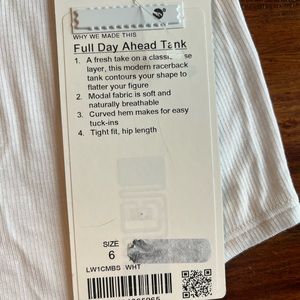 WHY WE MADE THIS
Full Day Ahead Tank
1. A fresh take on a classic
layer, this modern racerback
tank contours your shape to
flatter your figure
2. Modal fabric is soft and
naturally breathable
3. Curved hem makes for easy
tuck-ins
4. Tight fit, hip length
SIZE
6
LW1CMBS WHT